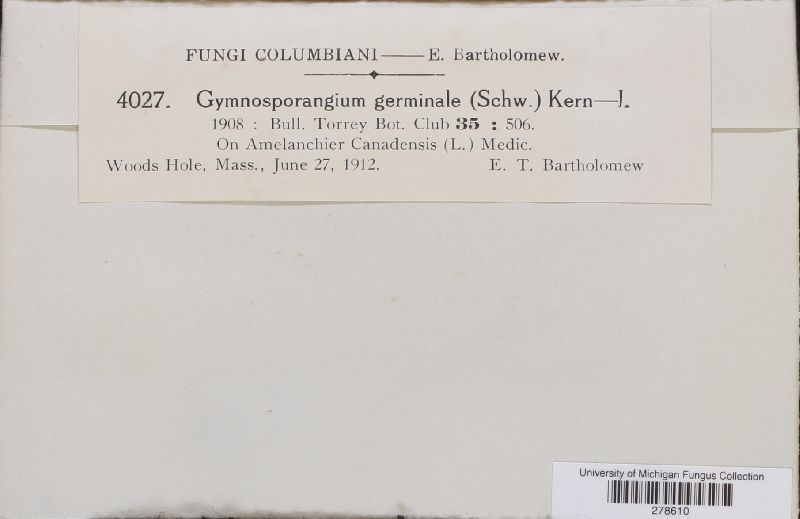 FUNGI COLUMBIANI——E. Bartholomew.
4027. Gymnosporangium germinale (Schw.) Kern—I.
1908 : Bull. Torrey Bot. Club 35 : 506.
On Amelanchier Canadensis (L.) Medic.
Woods Hole, Mass., June 27, 1912. E. T. Bartholomew
University of Michigan Fungus Collection
278610